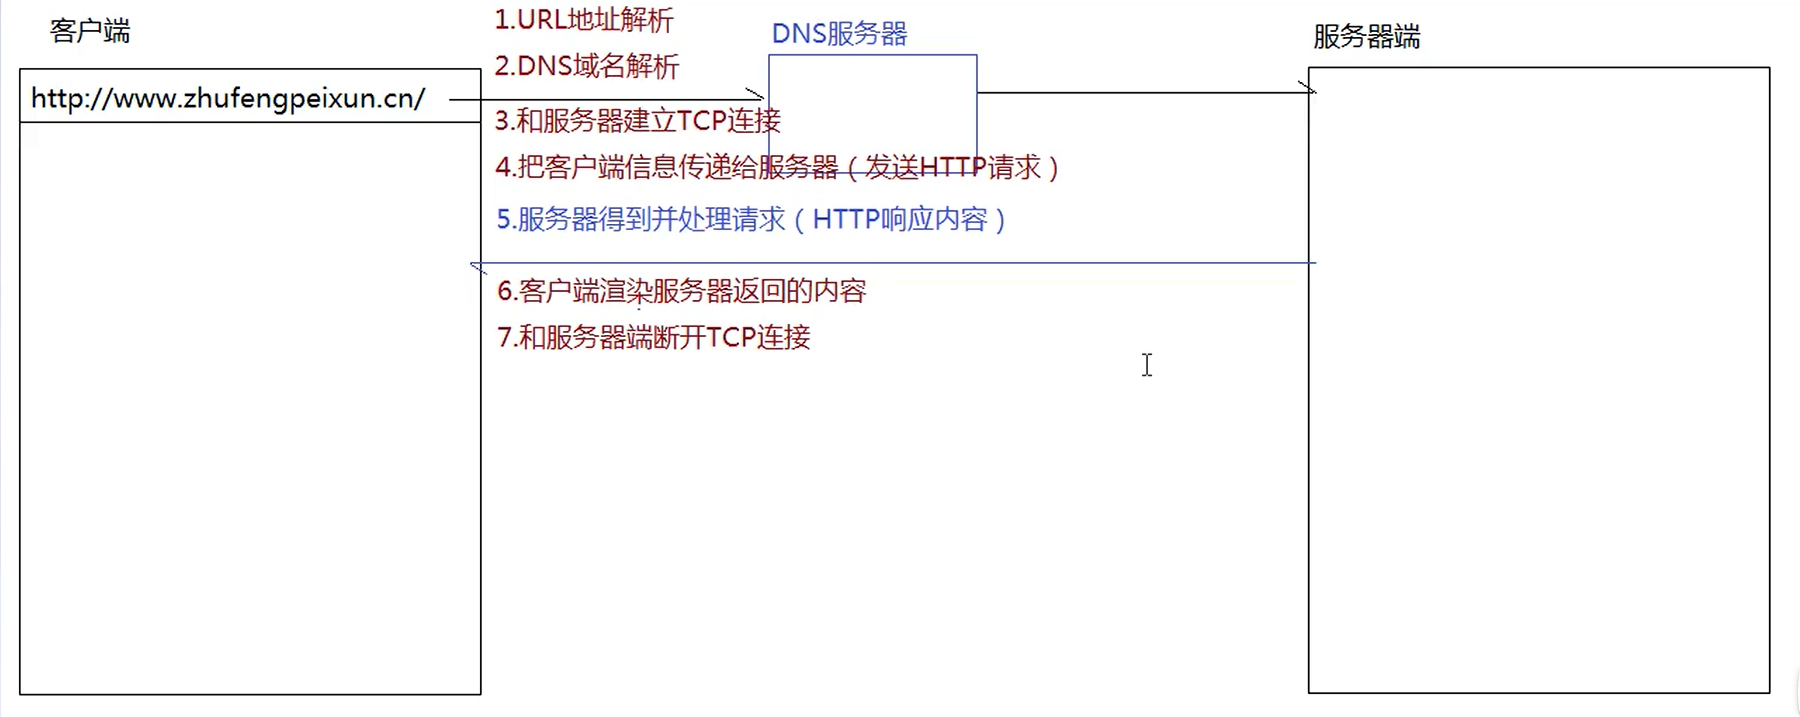 客户端
http://www.zhufengpeixun.cn/
1.URL地址解析
2.DNS域名解析
DNS服务器
3.和服务器建立TCP连接
4.把客户端信息传递给服务器（发送HTTP请求）
5.服务器得到并处理请求（HTTP响应内容）
6.客户端渲染服务器返回的内容
7.和服务器端断开TCP连接
服务器端